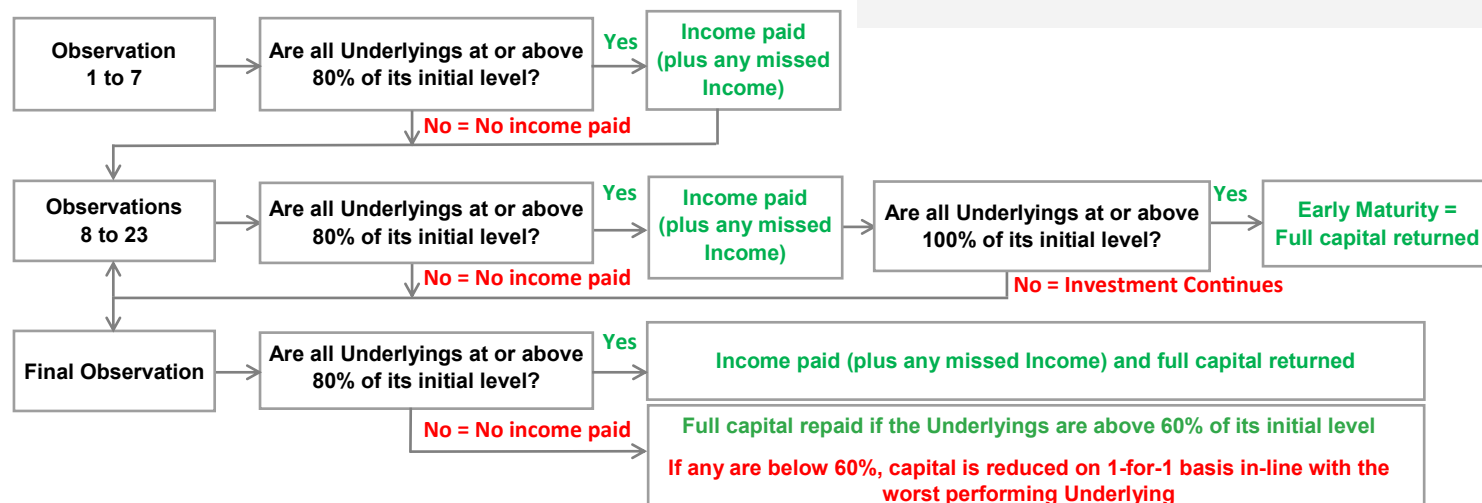 Observation
1 to 7
Are all Underlyings at or above
80% of its initial level?
Yes
Income paid
(plus any missed
Income)
No = No income paid
Observations
8 to 23
Are all Underlyings at or above
80% of its initial level?
Yes
Income paid
(plus any missed
Income)
Are all Underlyings at or above
100% of its initial level?
Yes
Early Maturity =
Full capital returned
No = No income paid
No = Investment Continues
Final Observation
Are all Underlyings at or above
80% of its initial level?
Yes
Income paid (plus any missed Income) and full capital returned
No = No income paid
Full capital repaid if the Underlyings are above 60% of its initial level
If any are below 60%, capital is reduced on 1-for-1 basis in-line with the
worst performing Underlying